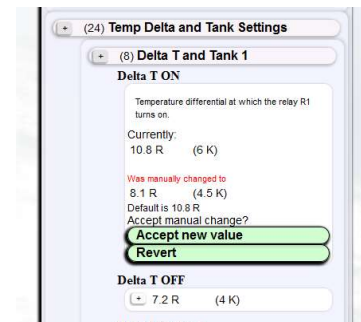 + (24) Temp Delta and Tank Settings
+ (8) Delta T and Tank 1
Delta T ON
Temperature differential at which the relay R1
turns on.
Currently:
10.8 R (6 K)
Was manually changed to
8.1 R (4.5 K)
Default is 10.8 R
Accept manual change?
Accept new value
Revert
Delta T OFF
+ 7.2 R (4 K)